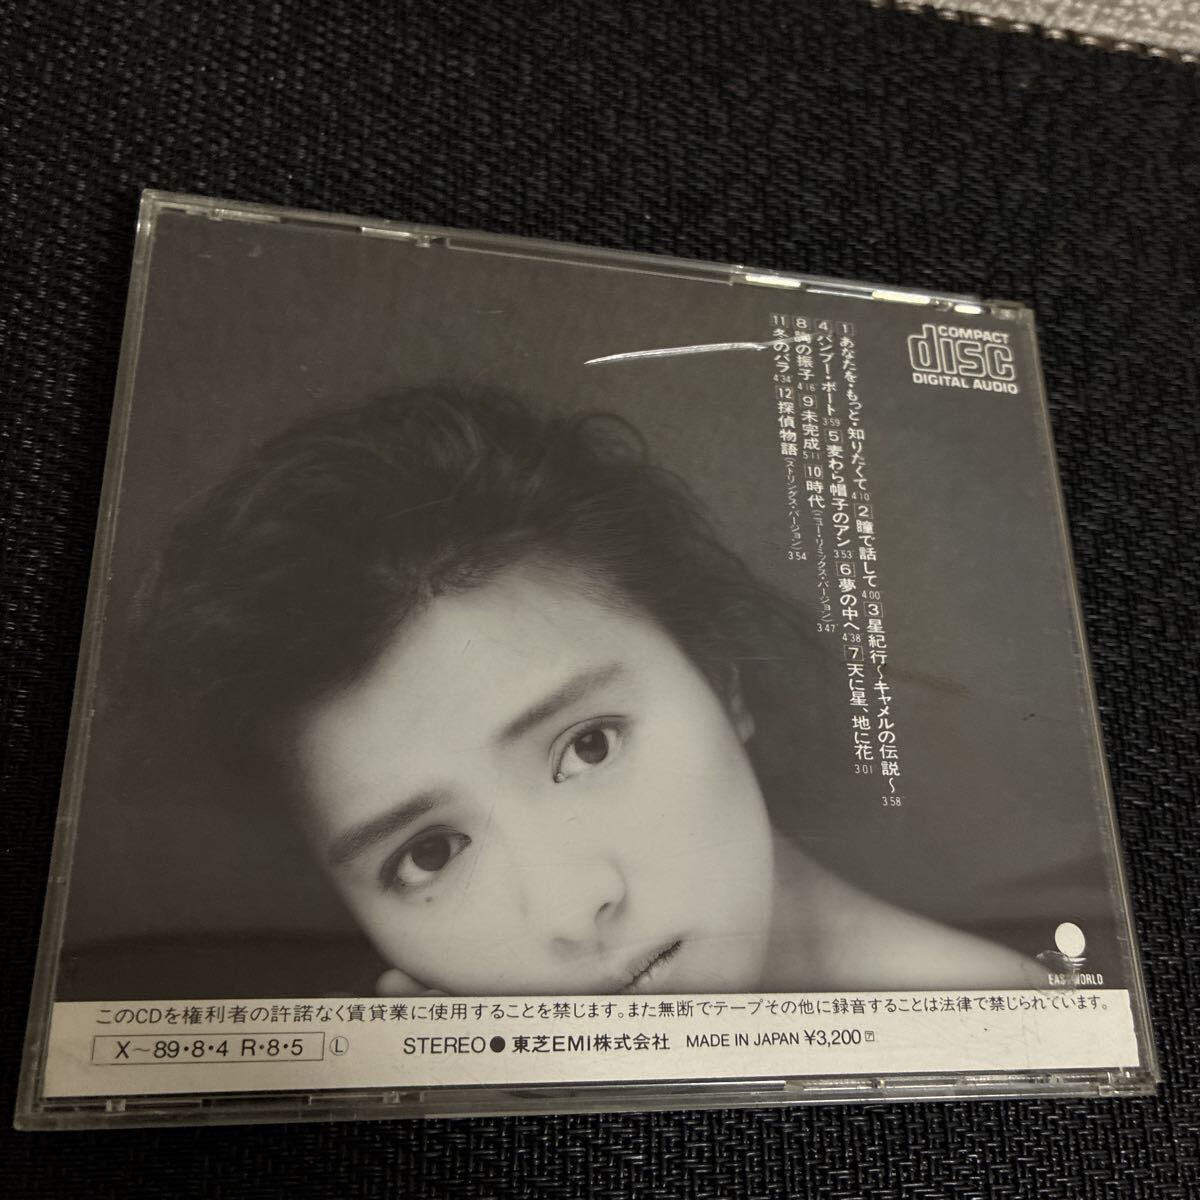 COMPACT
disc
DIGITAL AUDIO
1 あなたを・もっと・知りたくて 4'10 2 瞳で話して 4'00 3 星紀行〜キャメルの伝説〜 3'58
4 バンブー・ボート 3'59 5 麦わら帽子のアン 3'53 6 夢の中へ 4'38 7 天に星、地に花 3'01
8 胸の振子 4'16 9 未完成 5'11 10 時代(ニュー・リミックス・バージョン) 3'47
11 冬のバラ 4'34 12 探偵物語(ストリングス・バージョン) 3'54
EASTWORLD
このCDを権利者の許諾なく賃貸業に使用することを禁じます。また無断でテープその他に録音することは法律で禁じられています。
X〜89・8・4 R・8・5 Ⓛ STEREO● 東芝EMI株式会社 MADE IN JAPAN ¥3,200